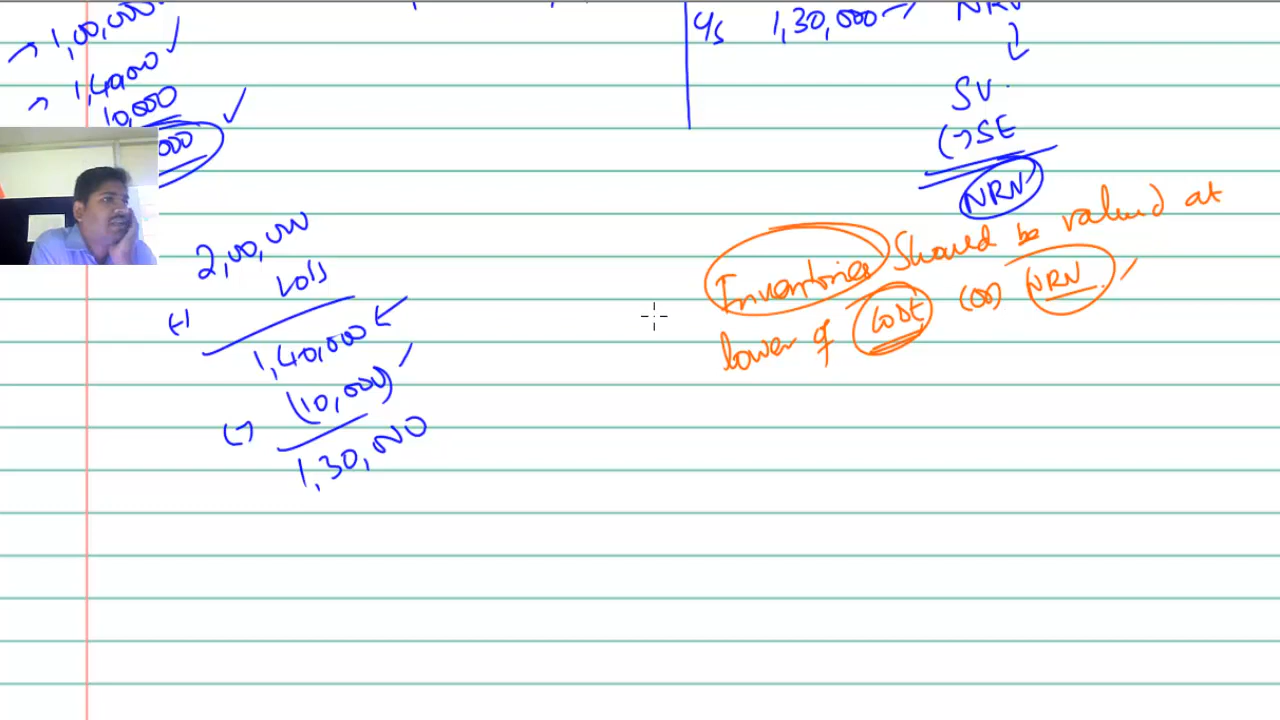 1,00,000
1,40,000
10,000
000
C/S 1,30,000 → NRV
SV
(-) SE
NRV
2,00,000
(-) Loss
1,40,000
(-) (10,000)
1,30,000
Inventories should be valued at
lower of Cost (or) NRV